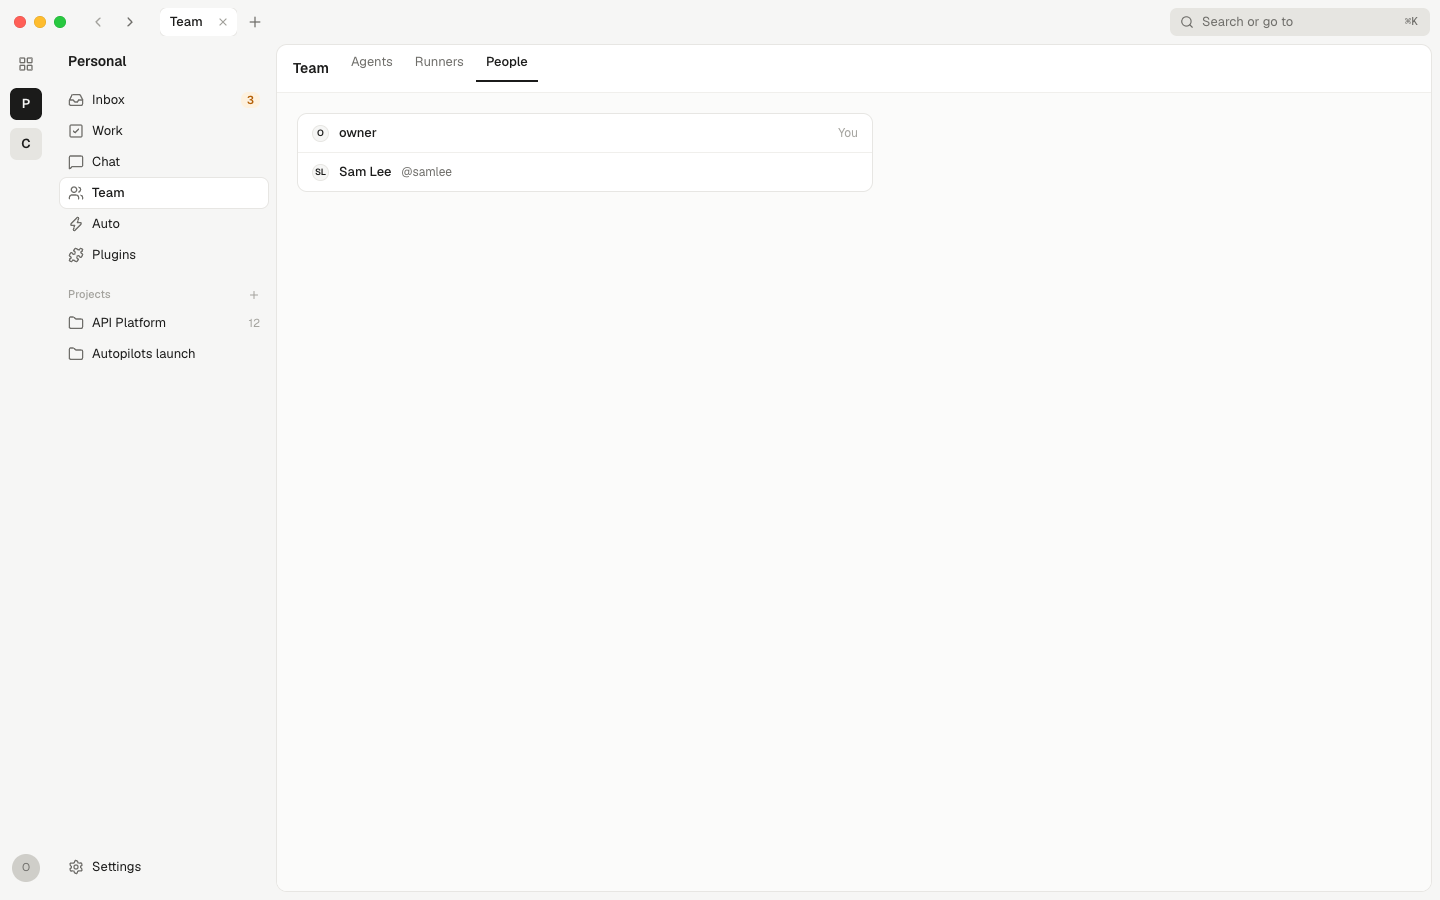 Team
Search or go to ⌘K
Personal
P
C
Inbox 3
Work
Chat
Team
Auto
Plugins
Projects
API Platform 12
Autopilots launch
O
Settings
Team Agents Runners People
O owner You
SL Sam Lee @samlee